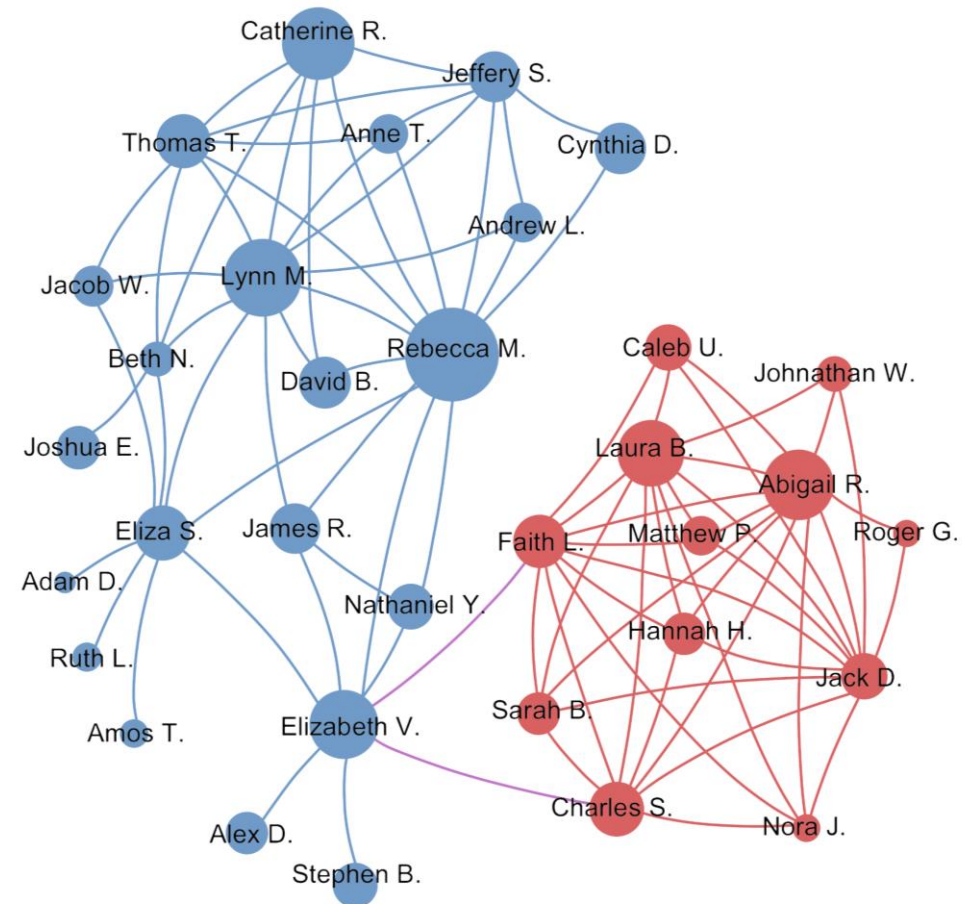 Catherine R.
Jeffery S.
Thomas T.
Anne T.
Cynthia D.
Andrew L.
Jacob W.
Lynn M.
Rebecca M.
Beth N.
David B.
Caleb U.
Johnathan W.
Joshua E.
Laura B.
Abigail R.
Eliza S.
James R.
Faith L.
Matthew P.
Roger G.
Adam D.
Nathaniel Y.
Hannah H.
Ruth L.
Jack D.
Amos T.
Elizabeth V.
Sarah B.
Charles S.
Nora J.
Alex D.
Stephen B.